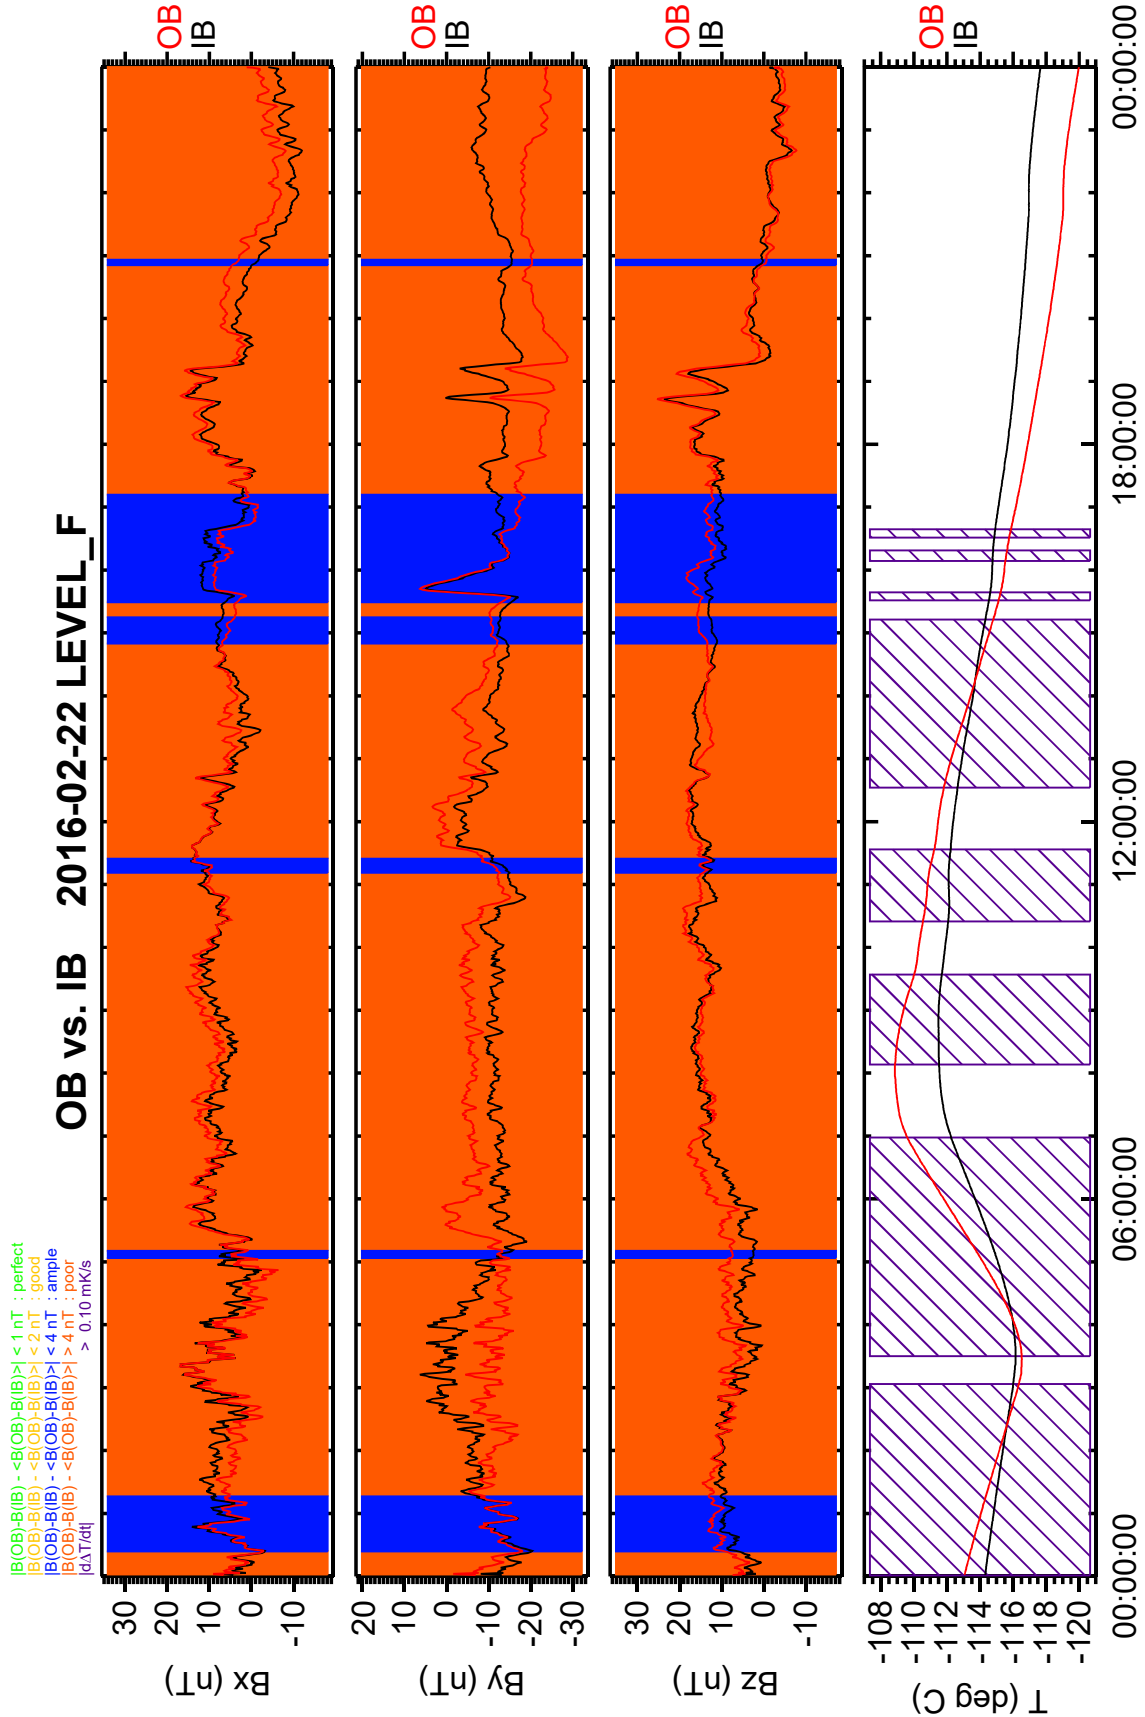 |B(OB)-B(IB) - <B(OB)-B(IB)>| < 1 nT : perfect
|B(OB)-B(IB) - <B(OB)-B(IB)>| < 2 nT : good
|B(OB)-B(IB) - <B(OB)-B(IB)>| < 4 nT : ample
|B(OB)-B(IB) - <B(OB)-B(IB)>| > 4 nT : poor
|dΔT/dt| > 0.10 mK/s
OB vs. IB 2016-02-22 LEVEL_F
Bx (nT)
30
20
10
0
-10
OB
IB
By (nT)
20
10
0
-10
-20
-30
OB
IB
Bz (nT)
30
20
10
0
-10
OB
IB
T (deg C)
-108
-110
-112
-114
-116
-118
-120
OB
IB
00:00:00 06:00:00 12:00:00 18:00:00 00:00:00